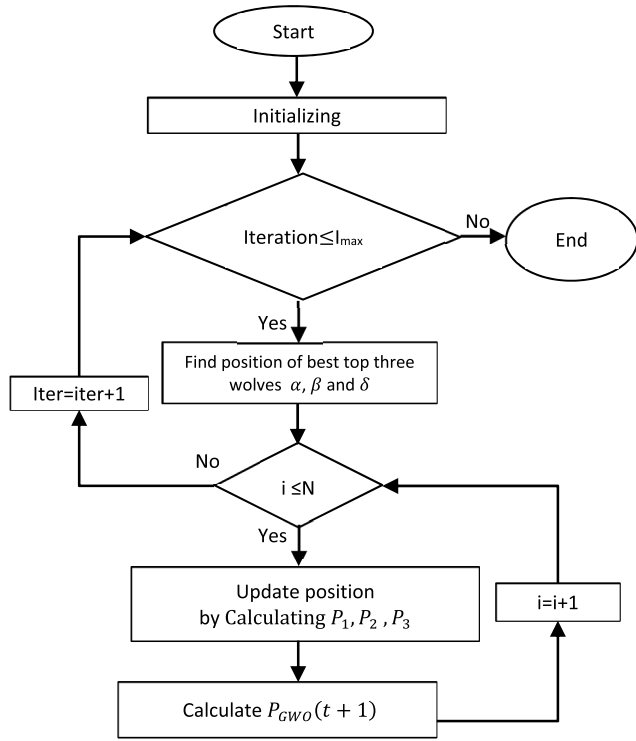 Start
Initializing
Iteration≤Imax
No
End
Yes
Find position of best top three
wolves α, β and δ
Iter=iter+1
No
i ≤N
Yes
Update position
by Calculating P1, P2 , P3
i=i+1
Calculate PGWO(t + 1)